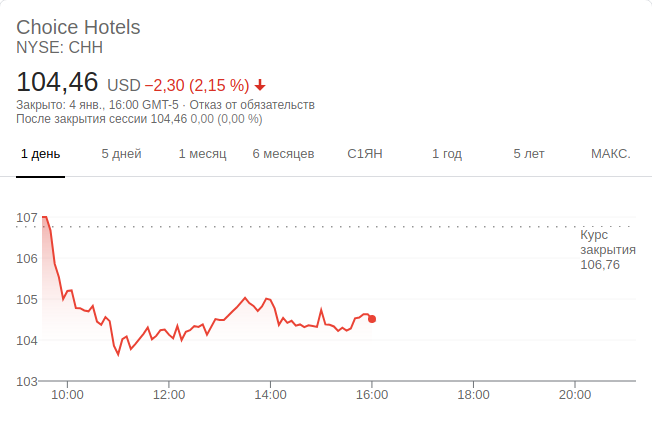 Choice Hotels
NYSE: CHH
104,46 USD −2,30 (2,15 %)
Закрыто: 4 янв., 16:00 GMT-5 · Отказ от обязательств
После закрытия сессии 104,46 0,00 (0,00 %)
1 день 5 дней 1 месяц 6 месяцев С1ЯН 1 год 5 лет МАКС.
107
Курс
закрытия
106,76
106
105
104
103
10:00 12:00 14:00 16:00 18:00 20:00